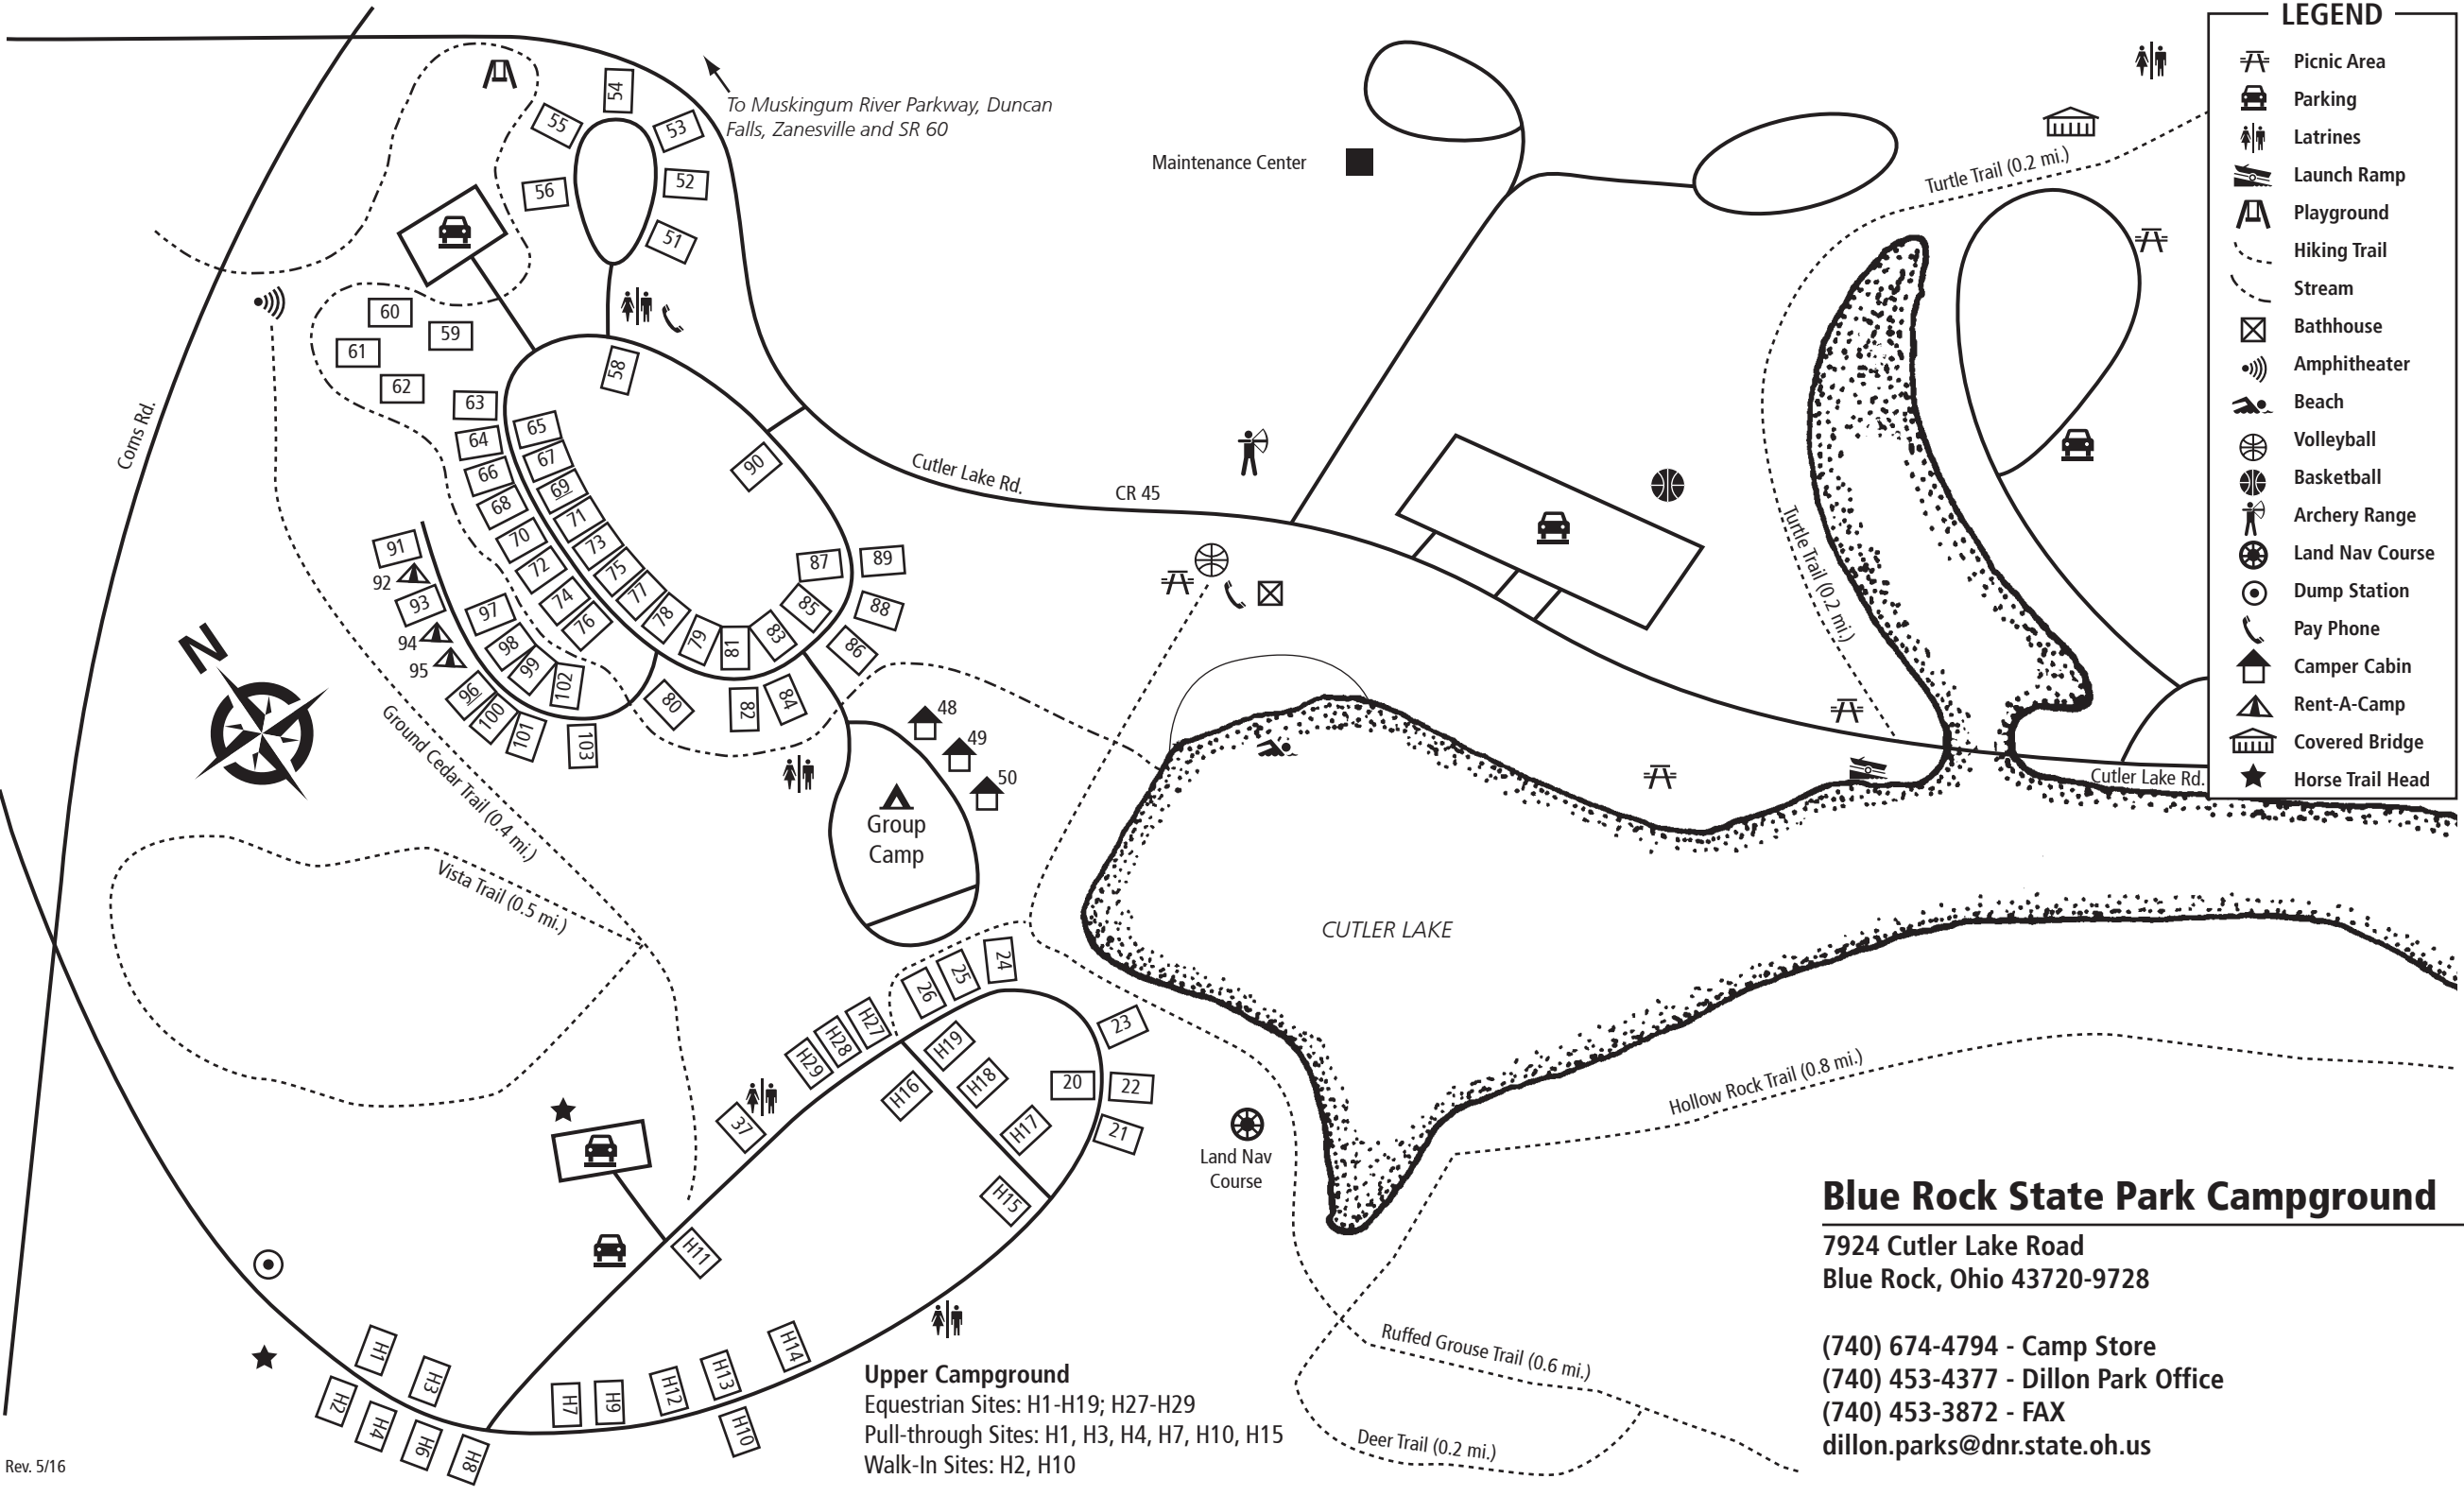 LEGEND
Picnic Area
Parking
Latrines
Launch Ramp
Playground
Hiking Trail
Stream
Bathhouse
Amphitheater
Beach
Volleyball
Basketball
Archery Range
Land Nav Course
Dump Station
Pay Phone
Camper Cabin
Rent-A-Camp
Covered Bridge
Horse Trail Head
To Muskingum River Parkway, Duncan
Falls, Zanesville and SR 60
Maintenance Center
Turtle Trail (0.2 mi.)
Turtle Trail (0.2 mi.)
Corns Rd.
Cutler Lake Rd.
CR 45
Cutler Lake Rd.
54
55
53
56
52
51
60
59
61
62
58
63
64
65
66
67
68
69
70
71
72
73
74
75
76
77
78
79
80
81
82
83
84
85
86
87
88
89
90
91
92
93
94
95
96
97
98
99
100
101
102
103
N
48
49
50
Group
Camp
Ground Cedar Trail (0.4 mi.)
Vista Trail (0.5 mi.)
CUTLER LAKE
24
25
26
H27
H28
H29
H19
H18
H16
H17
H15
20
21
22
23
37
H11
Land Nav
Course
Hollow Rock Trail (0.8 mi.)
Ruffed Grouse Trail (0.6 mi.)
Deer Trail (0.2 mi.)
H1
H2
H3
H4
H6
H8
H7
H9
H12
H13
H10
H14
Upper Campground
Equestrian Sites: H1-H19; H27-H29
Pull-through Sites: H1, H3, H4, H7, H10, H15
Walk-In Sites: H2, H10
Blue Rock State Park Campground
7924 Cutler Lake Road
Blue Rock, Ohio 43720-9728
(740) 674-4794 - Camp Store
(740) 453-4377 - Dillon Park Office
(740) 453-3872 - FAX
dillon.parks@dnr.state.oh.us
Rev. 5/16